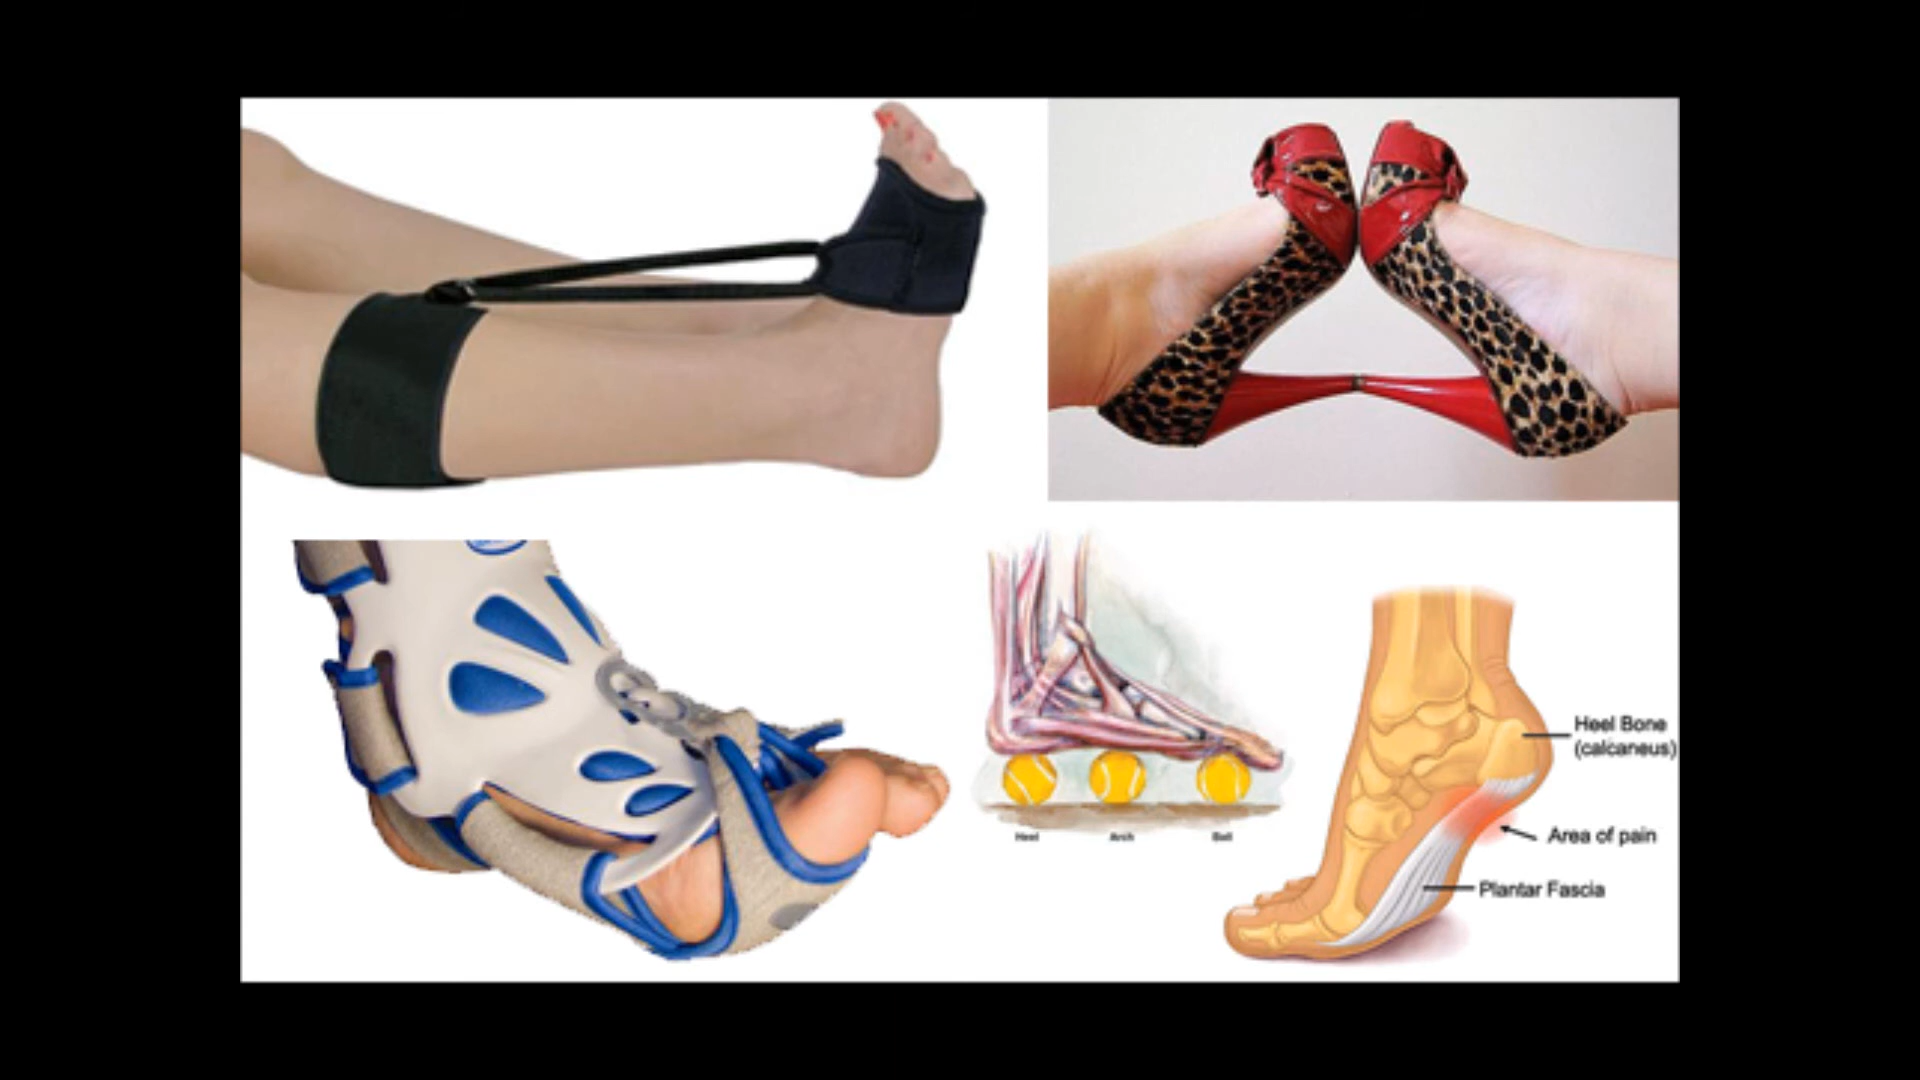 Heel Bone
(calcaneus)
Area of pain
Plantar Fascia
Heel
Arch
Ball